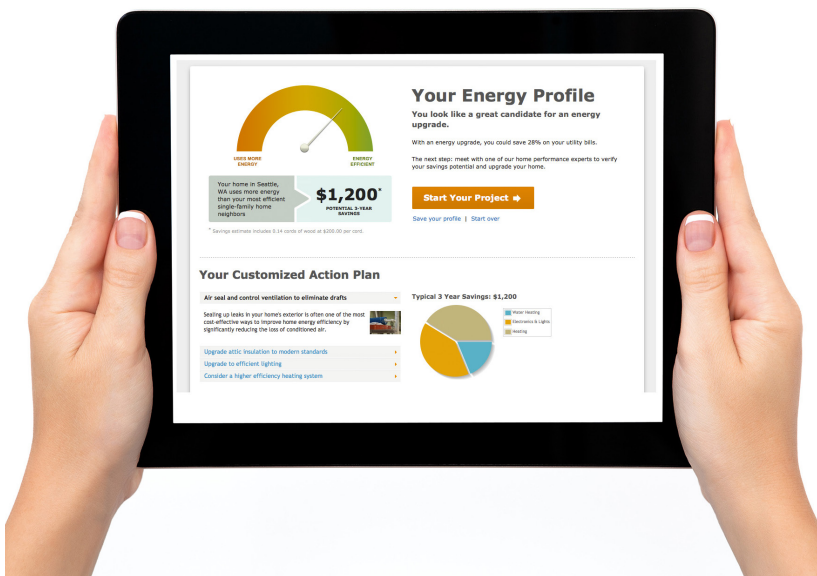 USES MORE
ENERGY
ENERGY
EFFICIENT
Your home in Seattle,
WA uses more energy
than your most efficient
single-family home
neighbors
$1,200*
POTENTIAL 3-YEAR
SAVINGS
* Savings estimate includes 0.14 cords of wood at $200.00 per cord.
Your Energy Profile
You look like a great candidate for an energy
upgrade.
With an energy upgrade, you could save 28% on your utility bills.
The next step: meet with one of our home performance experts to verify
your savings potential and upgrade your home.
Start Your Project
Save your profile | Start over
Your Customized Action Plan
Air seal and control ventilation to eliminate drafts
Sealing up leaks in your home's exterior is often one of the most
cost-effective ways to improve home energy efficiency by
significantly reducing the loss of conditioned air.
Upgrade attic insulation to modern standards
Upgrade to efficient lighting
Consider a higher efficiency heating system
Typical 3 Year Savings: $1,200
Water Heating
Electronics & Lights
Heating